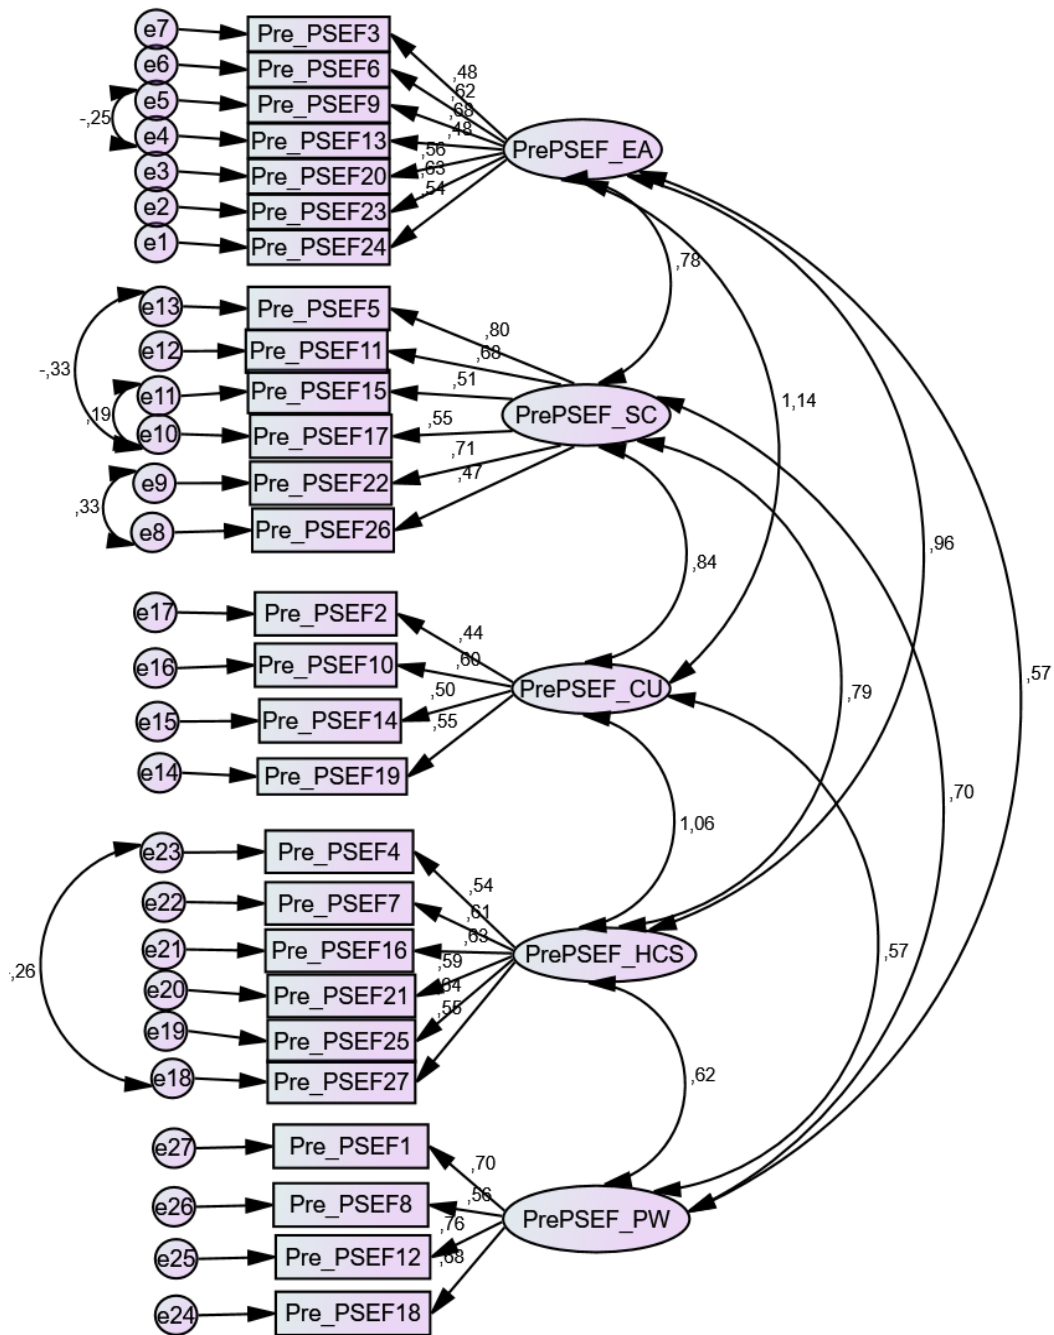 e7 Pre_PSEF3
e6 Pre_PSEF6
e5 Pre_PSEF9
e4 Pre_PSEF13
e3 Pre_PSEF20
e2 Pre_PSEF23
e1 Pre_PSEF24
-,25
,48
,62
,68
,48
,56
,63
,54
PrePSEF_EA
,78
1,14
e13 Pre_PSEF5
e12 Pre_PSEF11
e11 Pre_PSEF15
e10 Pre_PSEF17
e9 Pre_PSEF22
e8 Pre_PSEF26
-,33
,19
,33
,80
,68
,51
,55
,71
,47
PrePSEF_SC
,96
,84
e17 Pre_PSEF2
e16 Pre_PSEF10
e15 Pre_PSEF14
e14 Pre_PSEF19
,44
,60
,50
,55
PrePSEF_CU
,79
,57
,70
1,06
e23 Pre_PSEF4
e22 Pre_PSEF7
e21 Pre_PSEF16
e20 Pre_PSEF21
e19 Pre_PSEF25
e18 Pre_PSEF27
,26
,54
,61
,63
,59
,55
PrePSEF_HCS
,57
,62
e27 Pre_PSEF1
e26 Pre_PSEF8
e25 Pre_PSEF12
e24 Pre_PSEF18
,70
,56
,76
,68
PrePSEF_PW